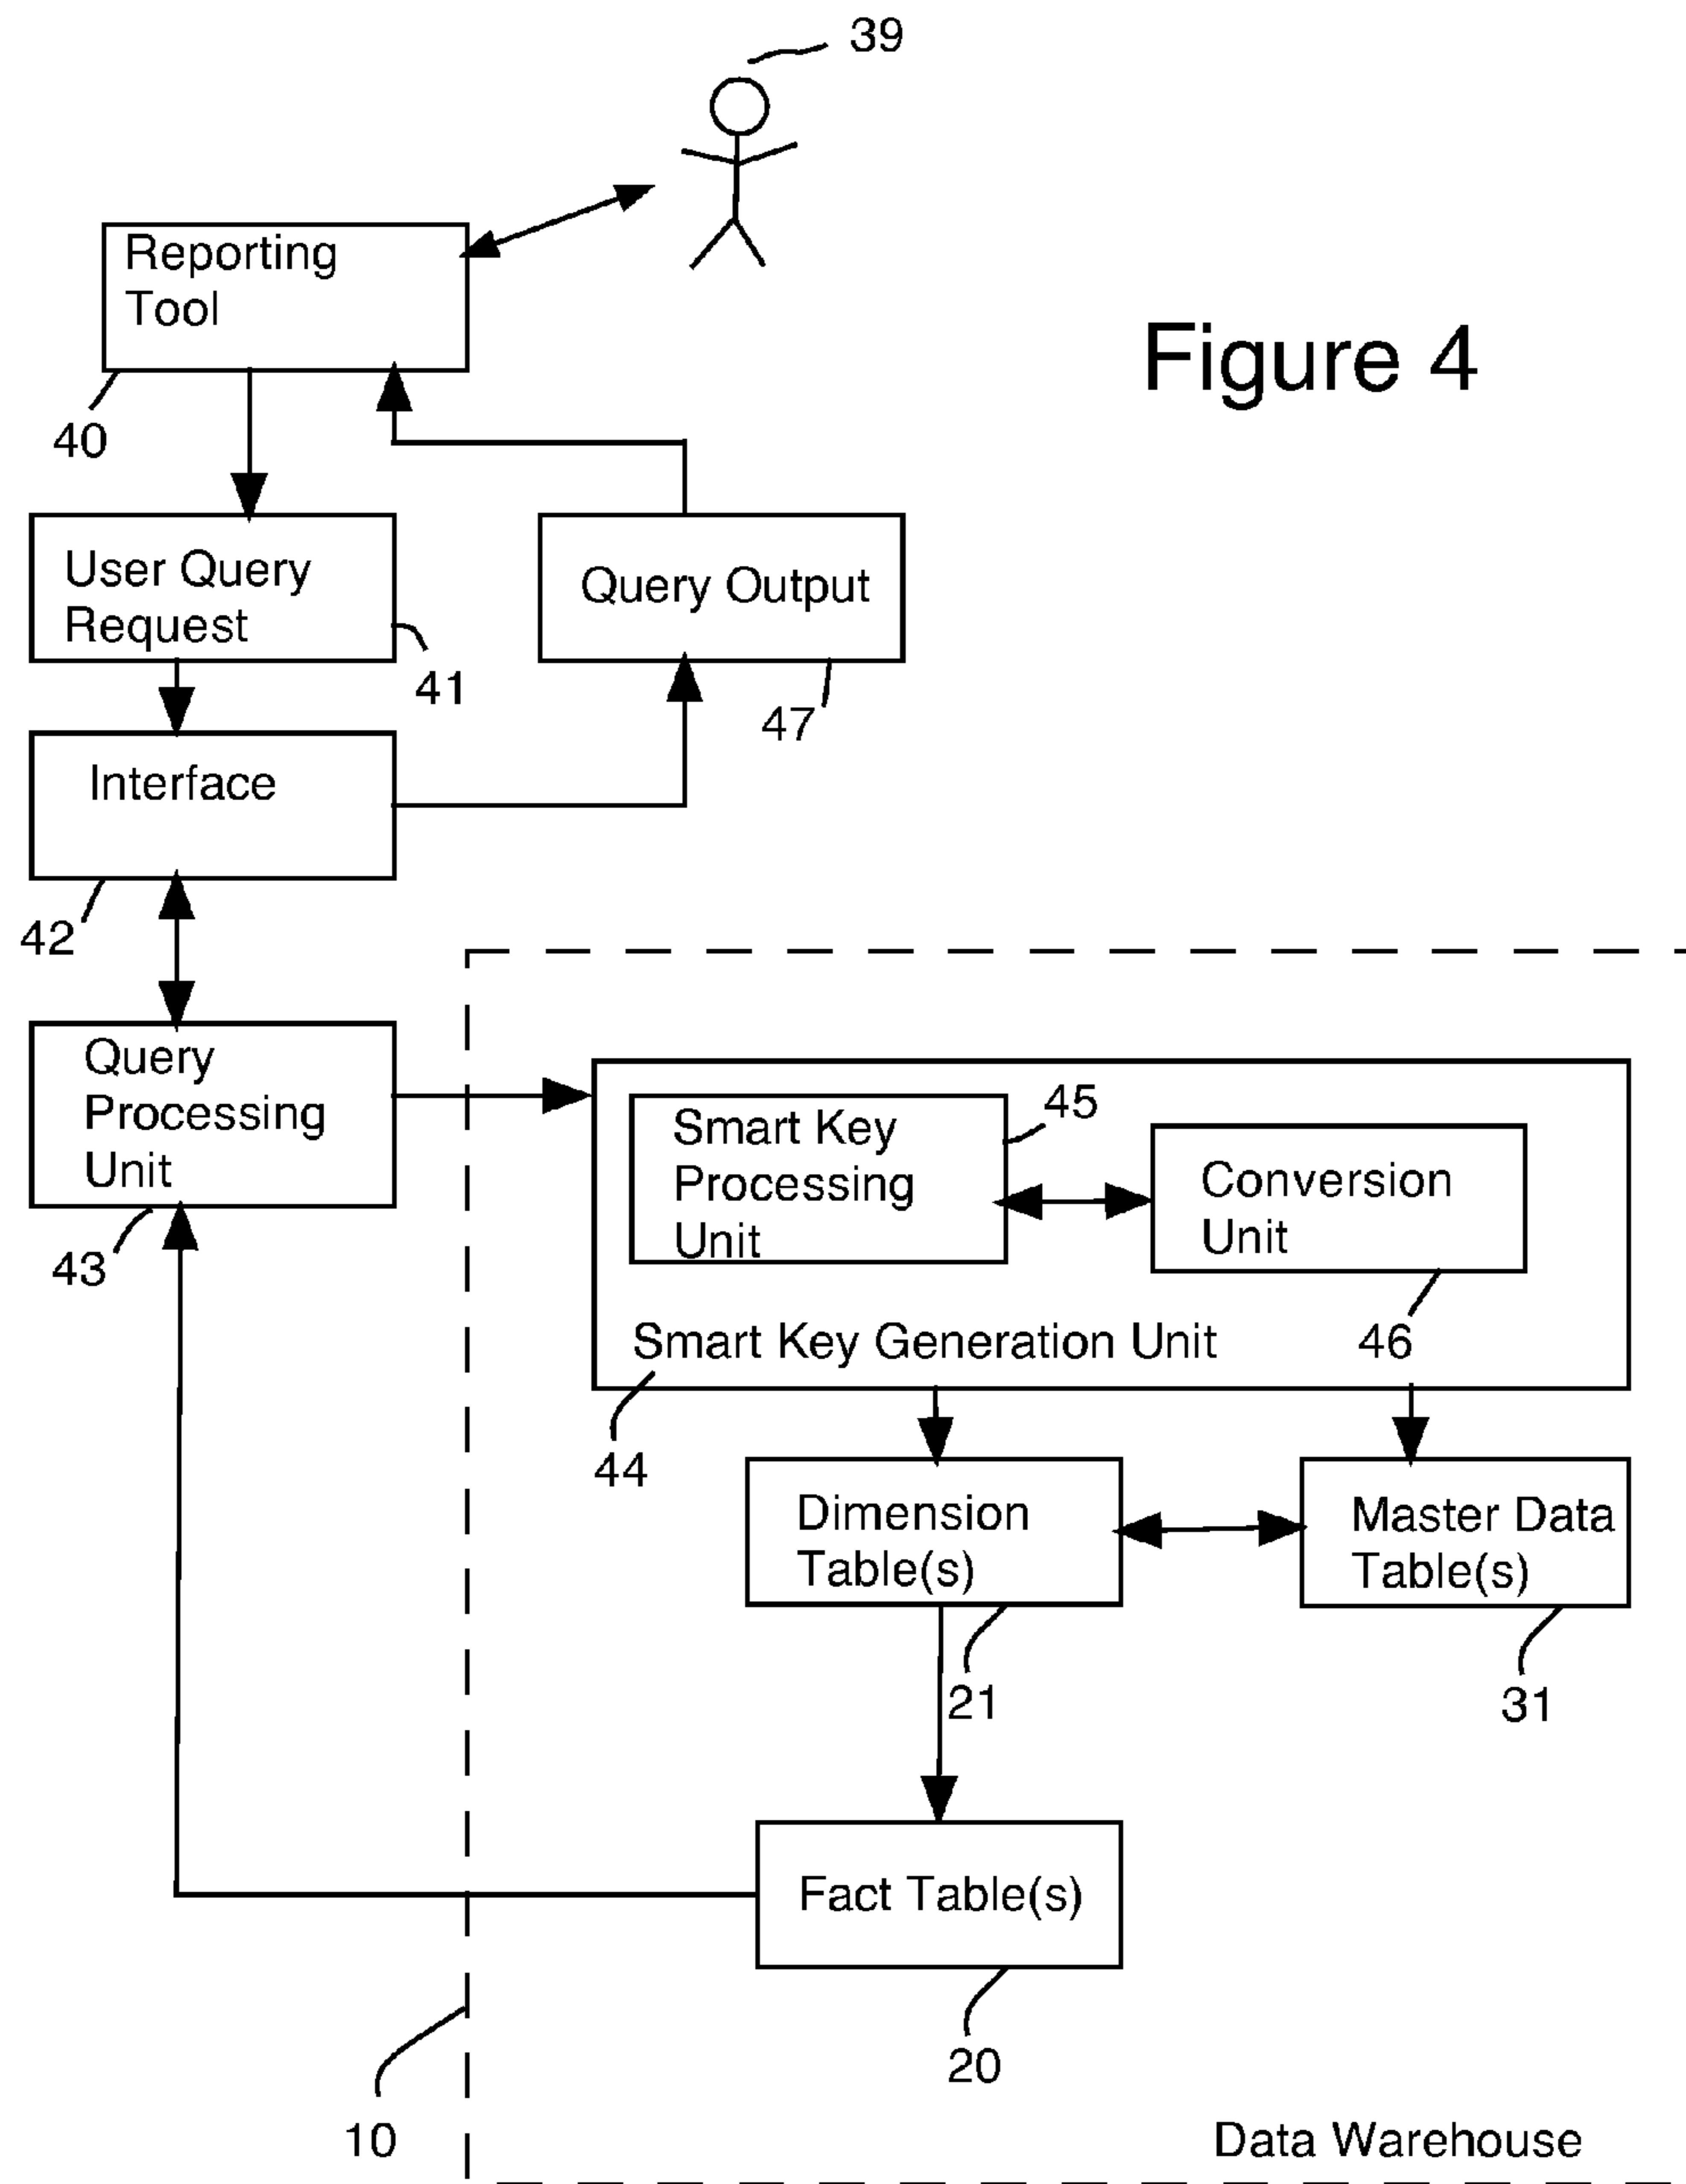 39
Reporting
Tool
Figure 4
40
User Query
Request
Query Output
41
47
Interface
42
Query
Processing
Unit
45
Smart Key
Processing
Unit
Conversion
Unit
43
Smart Key Generation Unit
46
44
Dimension
Table(s)
Master Data
Table(s)
21
31
Fact Table(s)
20
10
Data Warehouse